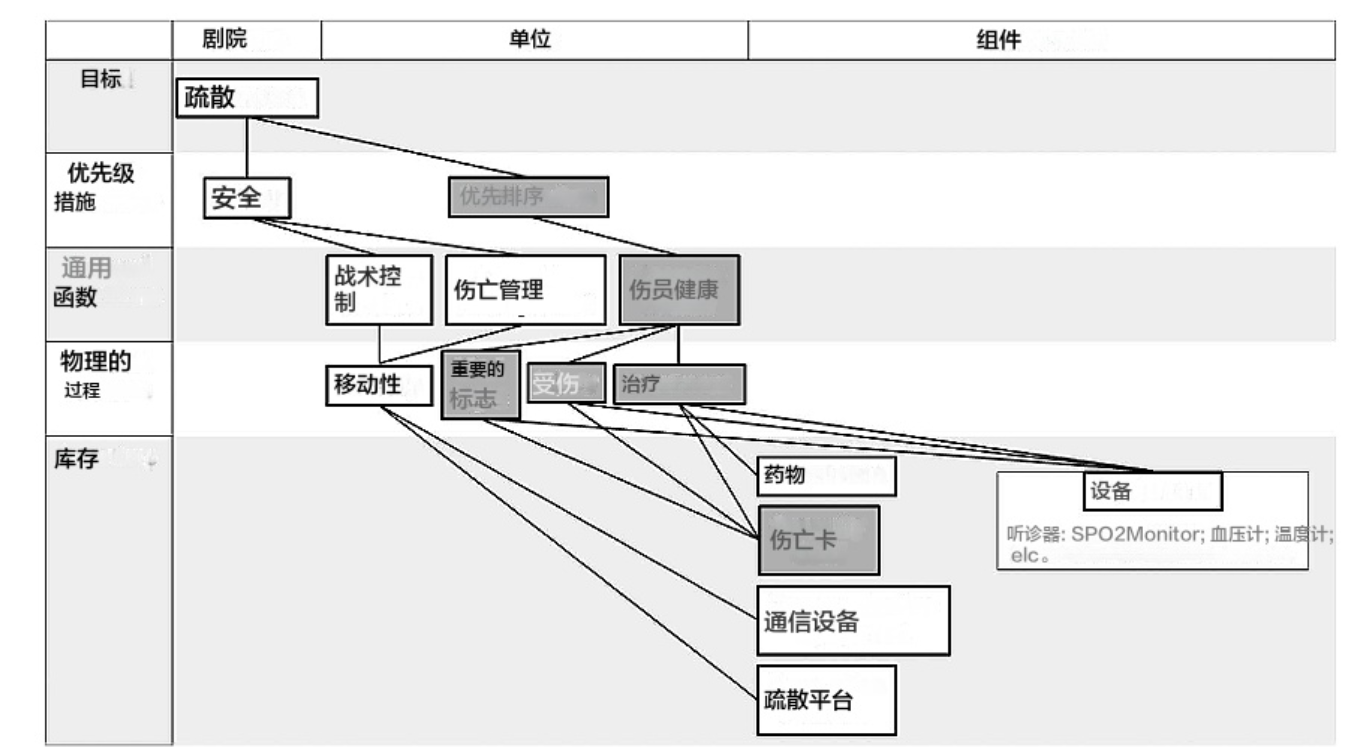 剧院
单位
组件
目标
疏散
优先级
措施
安全
优先排序
通用
函数
战术控
制
伤亡管理
伤员健康
物理的
过程
移动性
重要的
标志
受伤
治疗
库存
药物
设备
听诊器: SPO2Monitor; 血压计; 温度计;
elc。
伤亡卡
通信设备
疏散平台